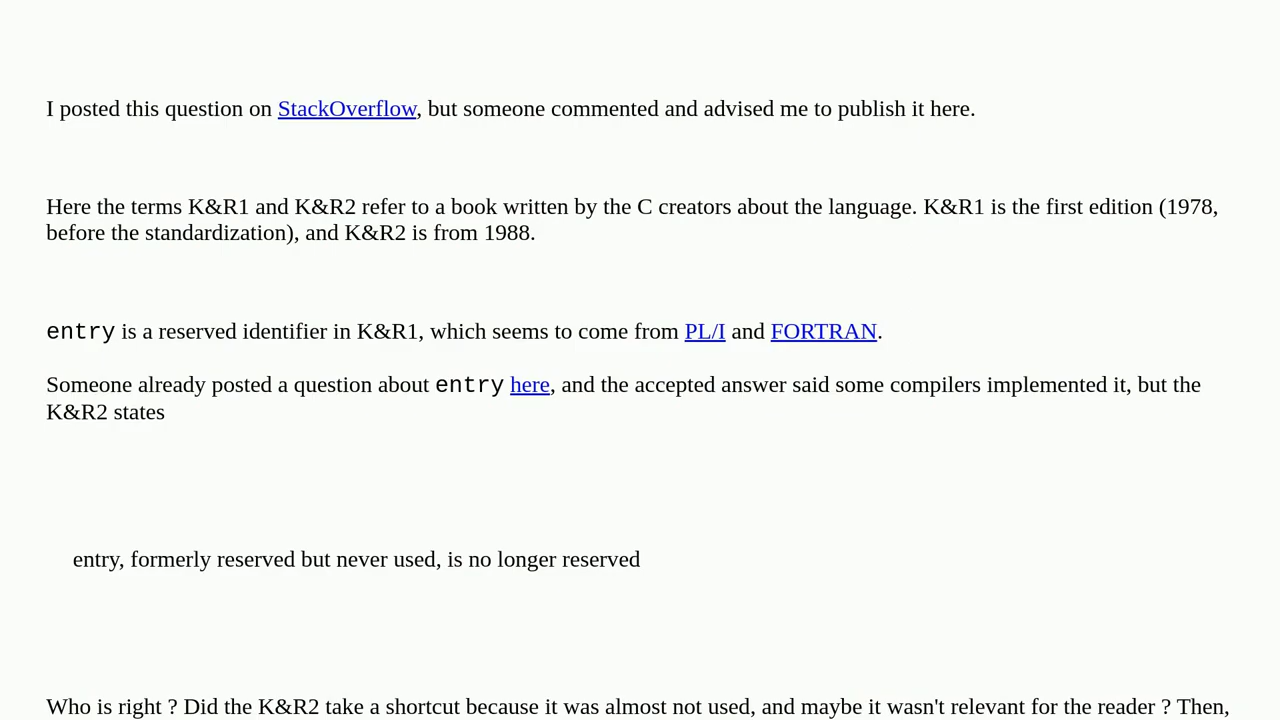 I posted this question on StackOverflow, but someone commented and advised me to publish it here.
Here the terms K&R1 and K&R2 refer to a book written by the C creators about the language. K&R1 is the first edition (1978,
before the standardization), and K&R2 is from 1988.
entry is a reserved identifier in K&R1, which seems to come from PL/I and FORTRAN.
Someone already posted a question about entry here, and the accepted answer said some compilers implemented it, but the
K&R2 states
entry, formerly reserved but never used, is no longer reserved
Who is right ? Did the K&R2 take a shortcut because it was almost not used, and maybe it wasn't relevant for the reader ? Then,